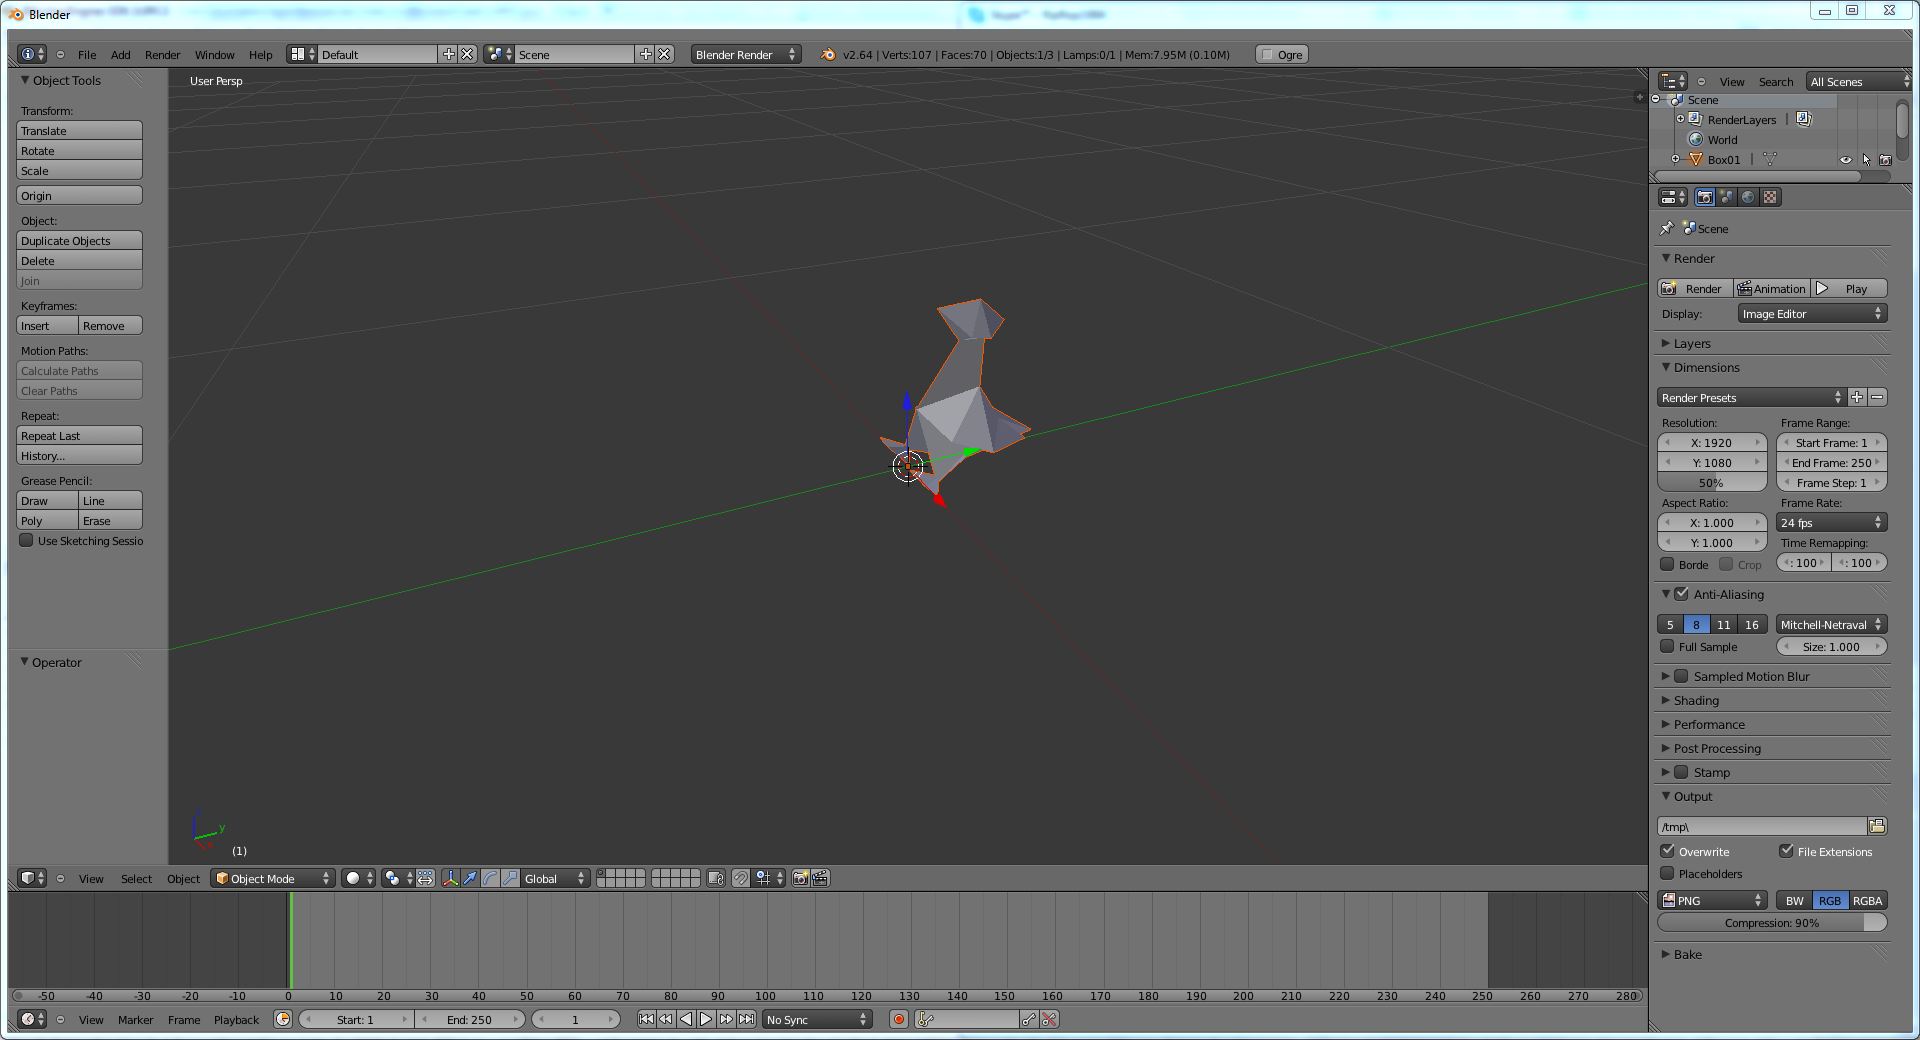 Blender
File Add Render Window Help Default Scene Blender Render v2.64 | Verts:107 | Faces:70 | Objects:1/3 | Lamps:0/1 | Mem:7.95M (0.10M) Ogre
Object Tools
User Persp
Transform:
Translate
Rotate
Scale
Origin
Object:
Duplicate Objects
Delete
Join
Keyframes:
Insert Remove
Motion Paths:
Calculate Paths
Clear Paths
Repeat:
Repeat Last
History...
Grease Pencil:
Draw Line
Poly Erase
Use Sketching Sessio
Operator
z
y
x
(1)
View Select Object Object Mode Global
-50 -40 -30 -20 -10 0 10 20 30 40 50 60 70 80 90 100 110 120 130 140 150 160 170 180 190 200 210 220 230 240 250 260 270 280
View Marker Frame Playback Start: 1 End: 250 1 No Sync
View Search All Scenes
Scene
RenderLayers |
World
Box01 |
Scene
Render
Render Animation Play
Display: Image Editor
Layers
Dimensions
Render Presets
Resolution: Frame Range:
X: 1920 Start Frame: 1
Y: 1080 End Frame: 250
50% Frame Step: 1
Aspect Ratio: Frame Rate:
X: 1.000 24 fps
Y: 1.000 Time Remapping:
Borde Crop : 100 : 100
Anti-Aliasing
5 8 11 16 Mitchell-Netraval
Full Sample Size: 1.000
Sampled Motion Blur
Shading
Performance
Post Processing
Stamp
Output
/tmp\
Overwrite File Extensions
Placeholders
PNG BW RGB RGBA
Compression: 90%
Bake